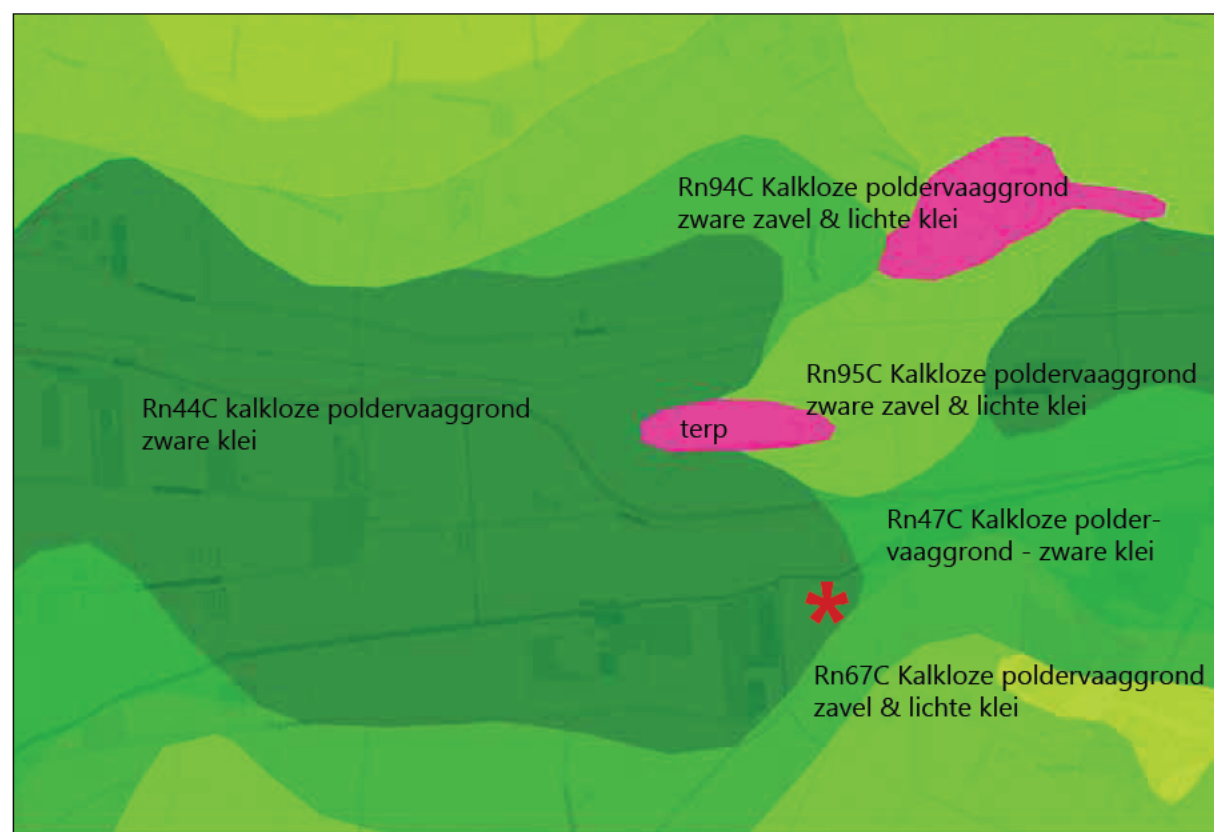 Rn94C Kalkloze poldervaaggrond
zware zavel & lichte klei
Rn95C Kalkloze poldervaaggrond
zware zavel & lichte klei
Rn44C kalkloze poldervaaggrond
zware klei
terp
Rn47C Kalkloze polder-
vaaggrond - zware klei
*
Rn67C Kalkloze poldervaaggrond
zavel & lichte klei